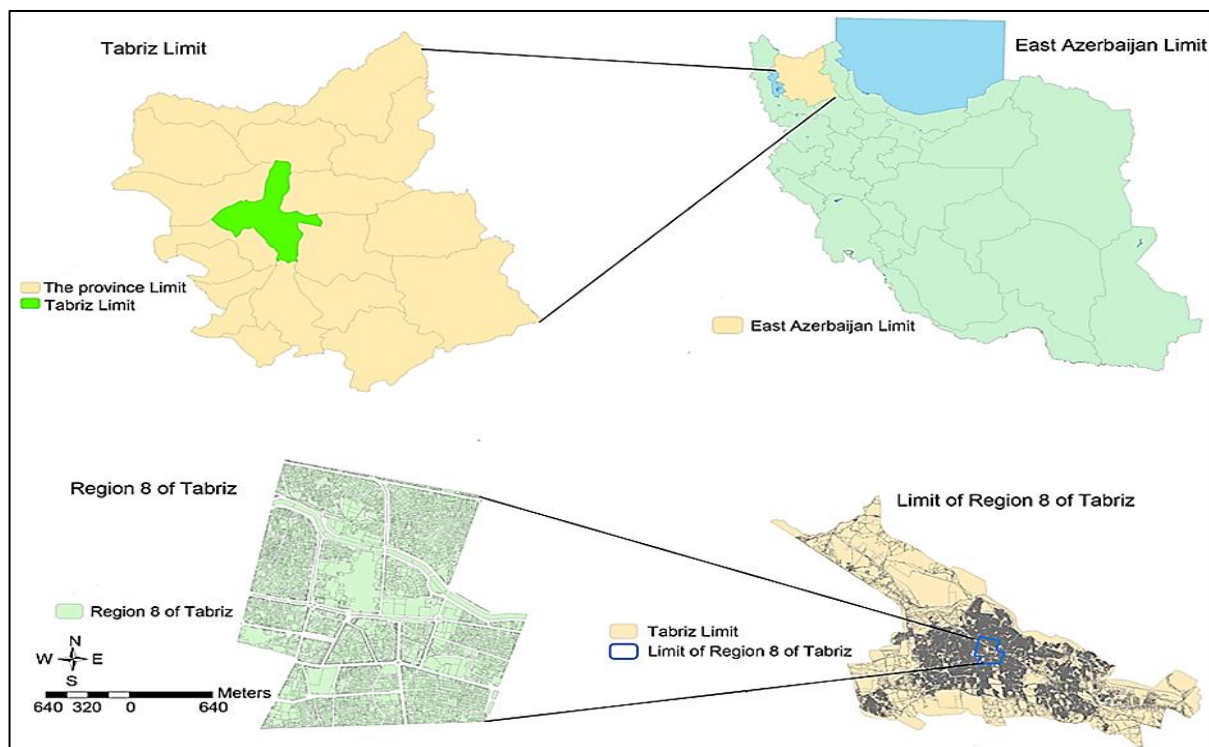 Tabriz Limit
East Azerbaijan Limit
The province Limit
Tabriz Limit
East Azerbaijan Limit
Region 8 of Tabriz
Limit of Region 8 of Tabriz
Region 8 of Tabriz
Tabriz Limit
Limit of Region 8 of Tabriz
N
W E
S
Meters
640 320 0 640